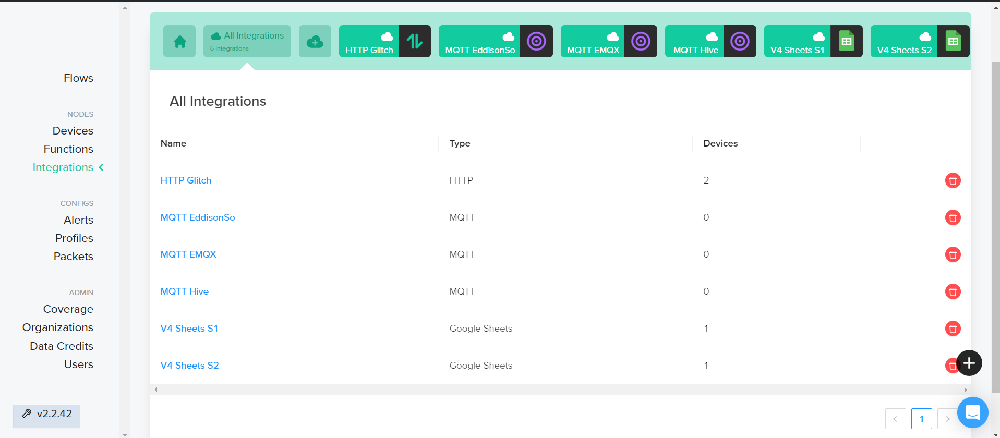 All Integrations
6 Integrations
HTTP Glitch
MQTT EddisonSo
MQTT EMQX
MQTT Hive
V4 Sheets S1
V4 Sheets S2
Flows
NODES
Devices
Functions
Integrations
CONFIGS
Alerts
Profiles
Packets
ADMIN
Coverage
Organizations
Data Credits
Users
v2.2.42
All Integrations
Name Type Devices
HTTP Glitch HTTP 2
MQTT EddisonSo MQTT 0
MQTT EMQX MQTT 0
MQTT Hive MQTT 0
V4 Sheets S1 Google Sheets 1
V4 Sheets S2 Google Sheets 1
1